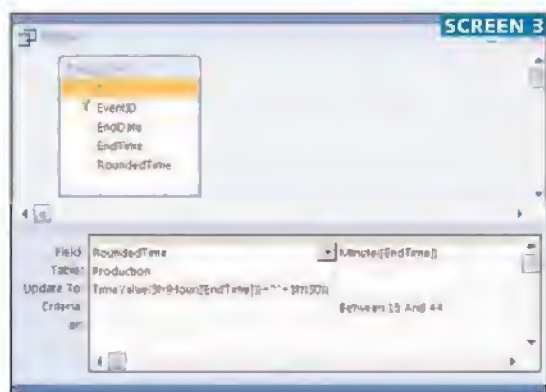 SCREEN 3
*
EventID
EndDate
EndTime
RoundedTime
Field: RoundedTime Minute([EndTime])
Table: Production
Update To:
Criteria: Between 15 And 44
or: